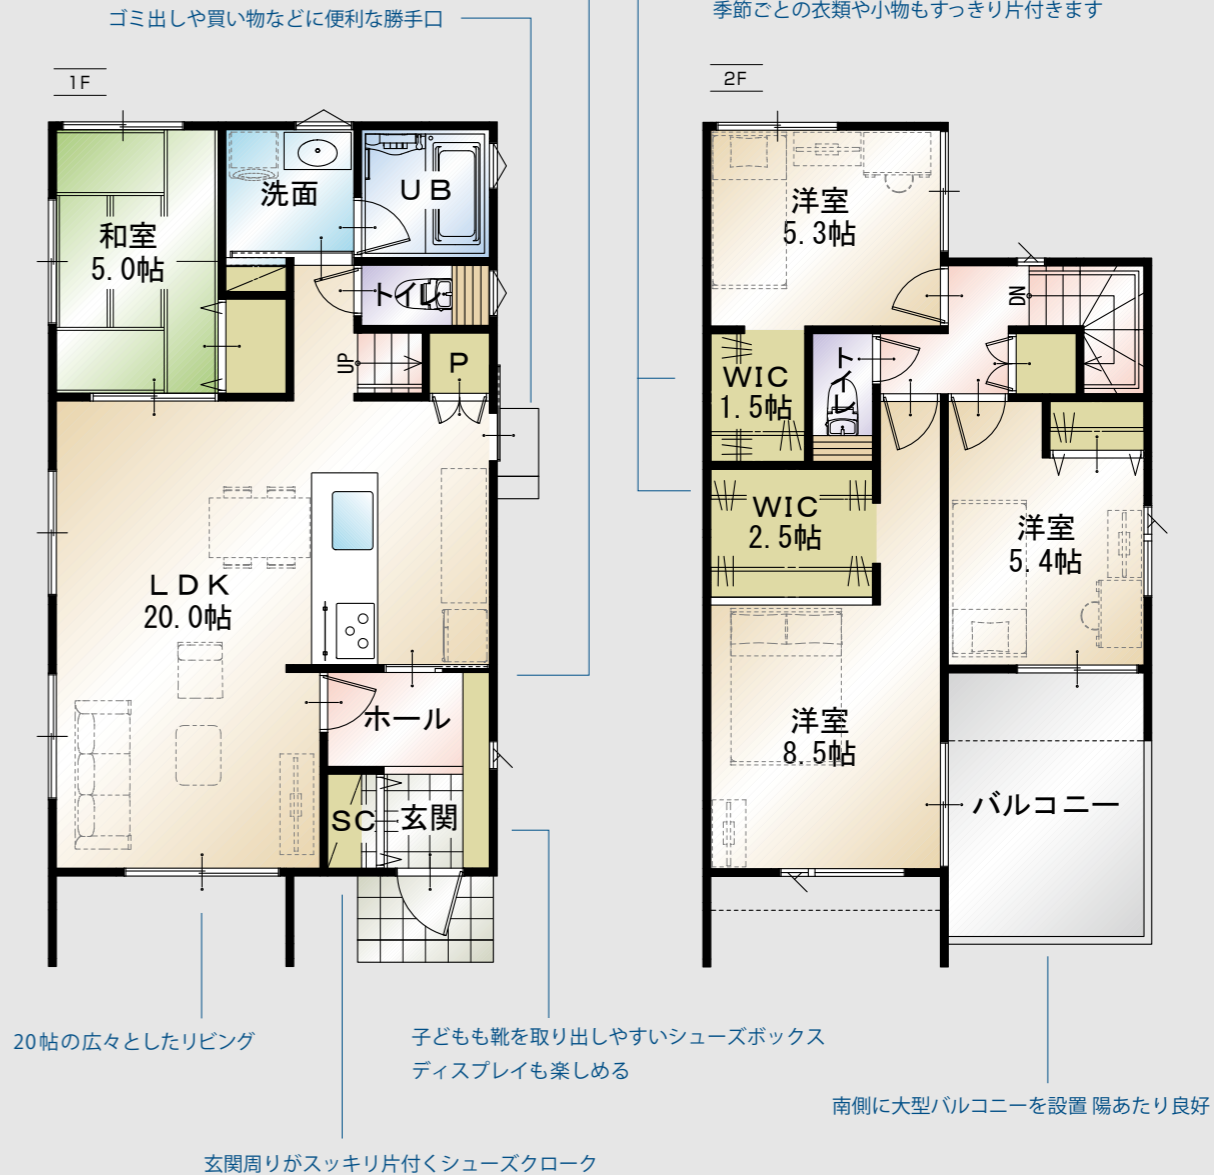 ゴミ出しや買い物などに便利な勝手口
季節ごとの衣類や小物もすっきり片付きます
1F
和室
5.0帖
洗面
UB
トイレ
UP
P
LDK
20.0帖
ホール
SC
玄関
2F
洋室
5.3帖
DN
WIC
1.5帖
トイレ
WIC
2.5帖
洋室
5.4帖
洋室
8.5帖
バルコニー
20帖の広々としたリビング
子どもも靴を取り出しやすいシューズボックス
ディスプレイも楽しめる
南側に大型バルコニーを設置 陽あたり良好
玄関周りがスッキリ片付くシューズクローク